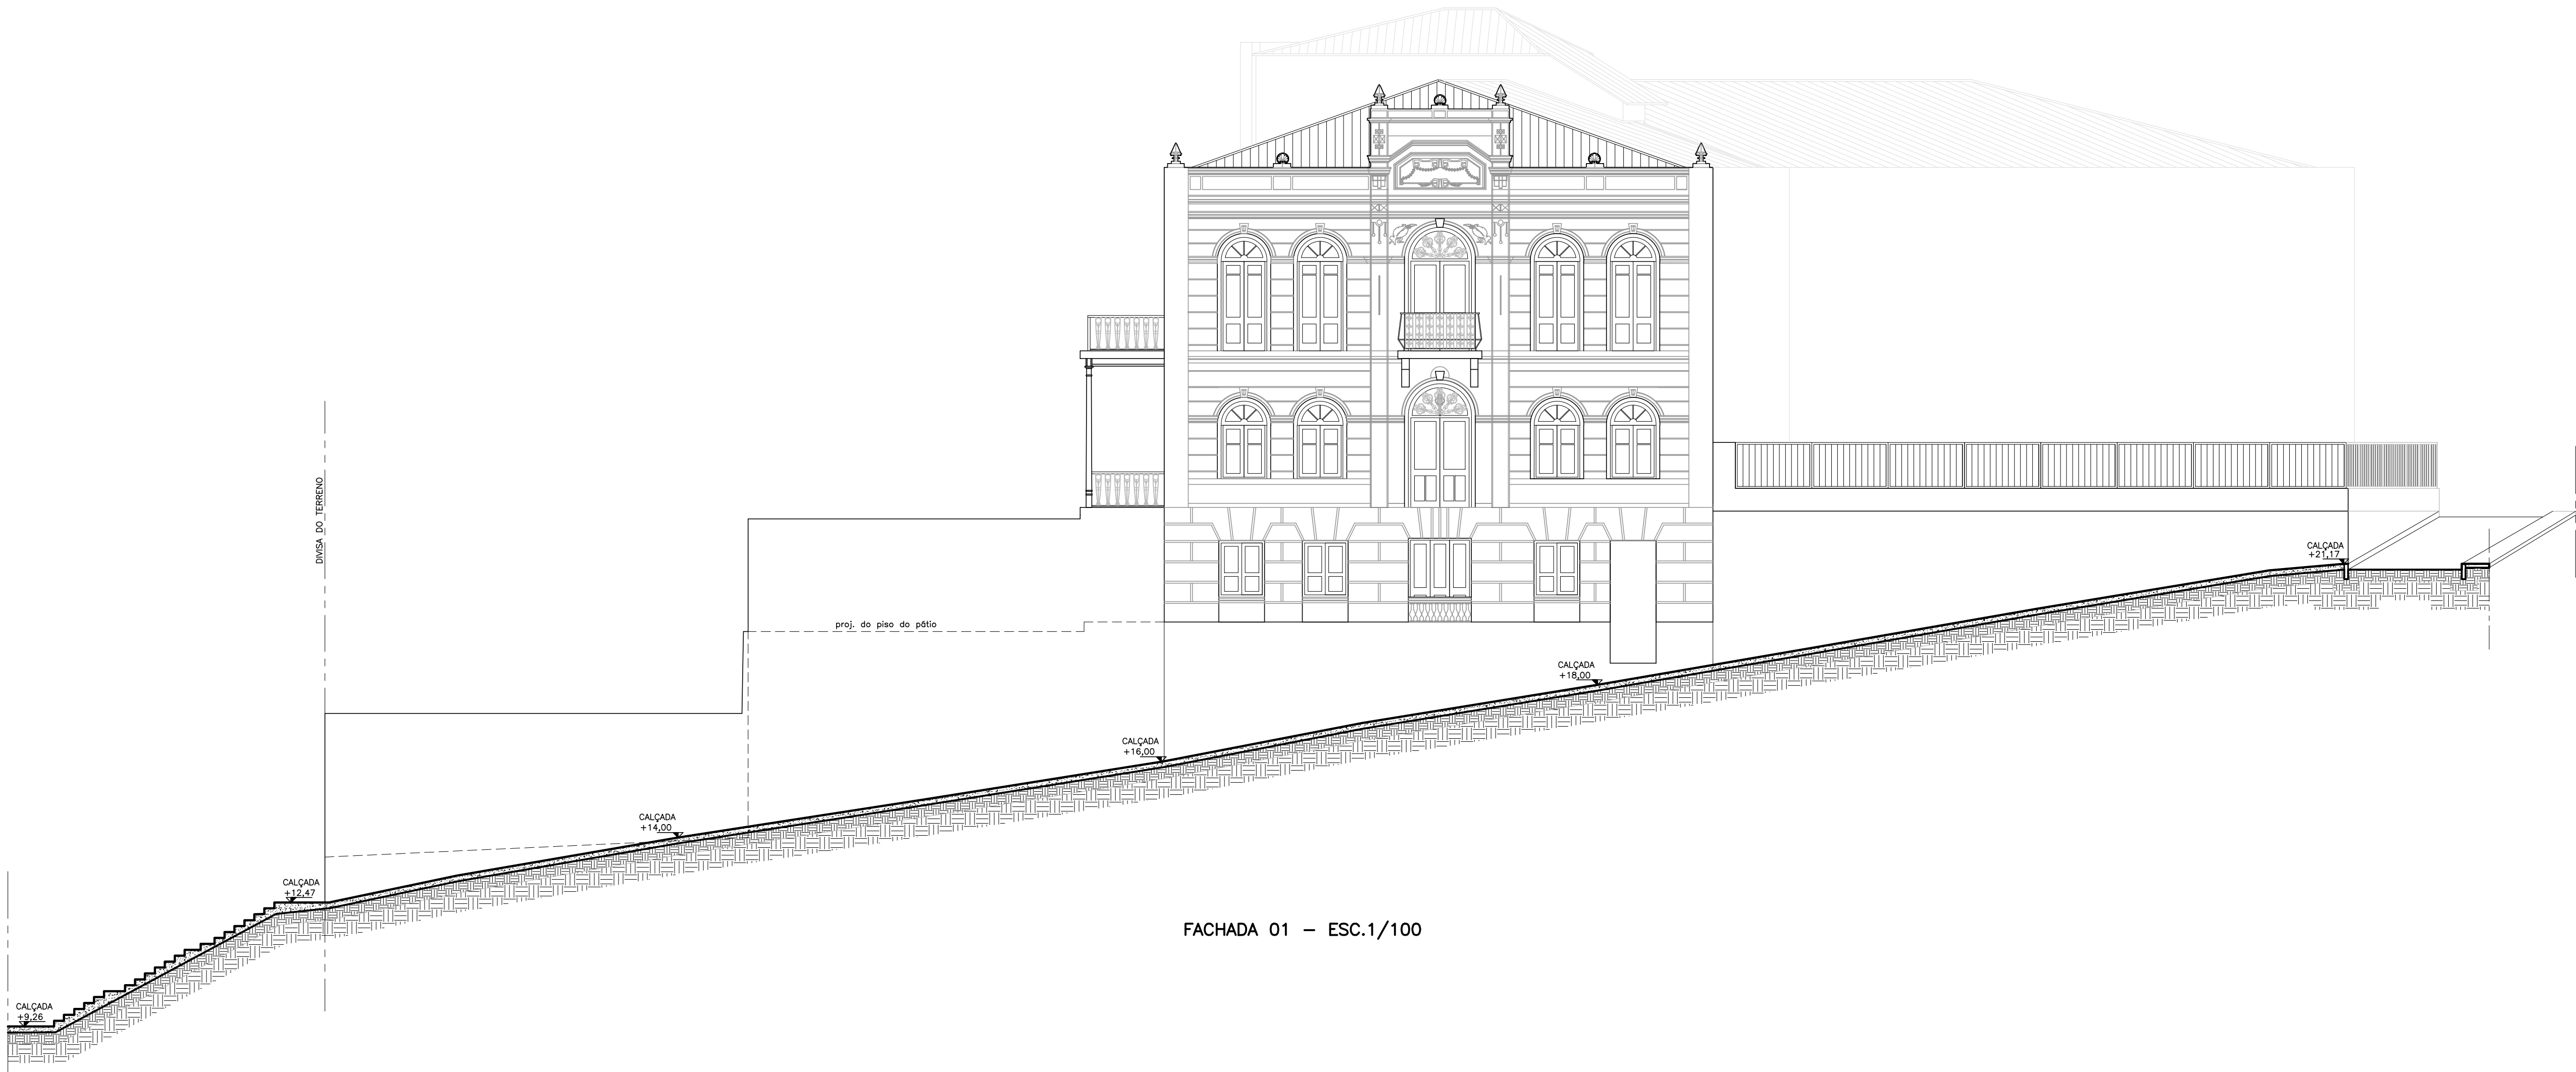 DIVISA DO TERRENO
CALÇADA
+21,17
proj. do piso do pátio
CALÇADA
+18,00
CALÇADA
+16,00
CALÇADA
+14,00
CALÇADA
+12,47
FACHADA 01 – ESC.1/100
CALÇADA
+9,26